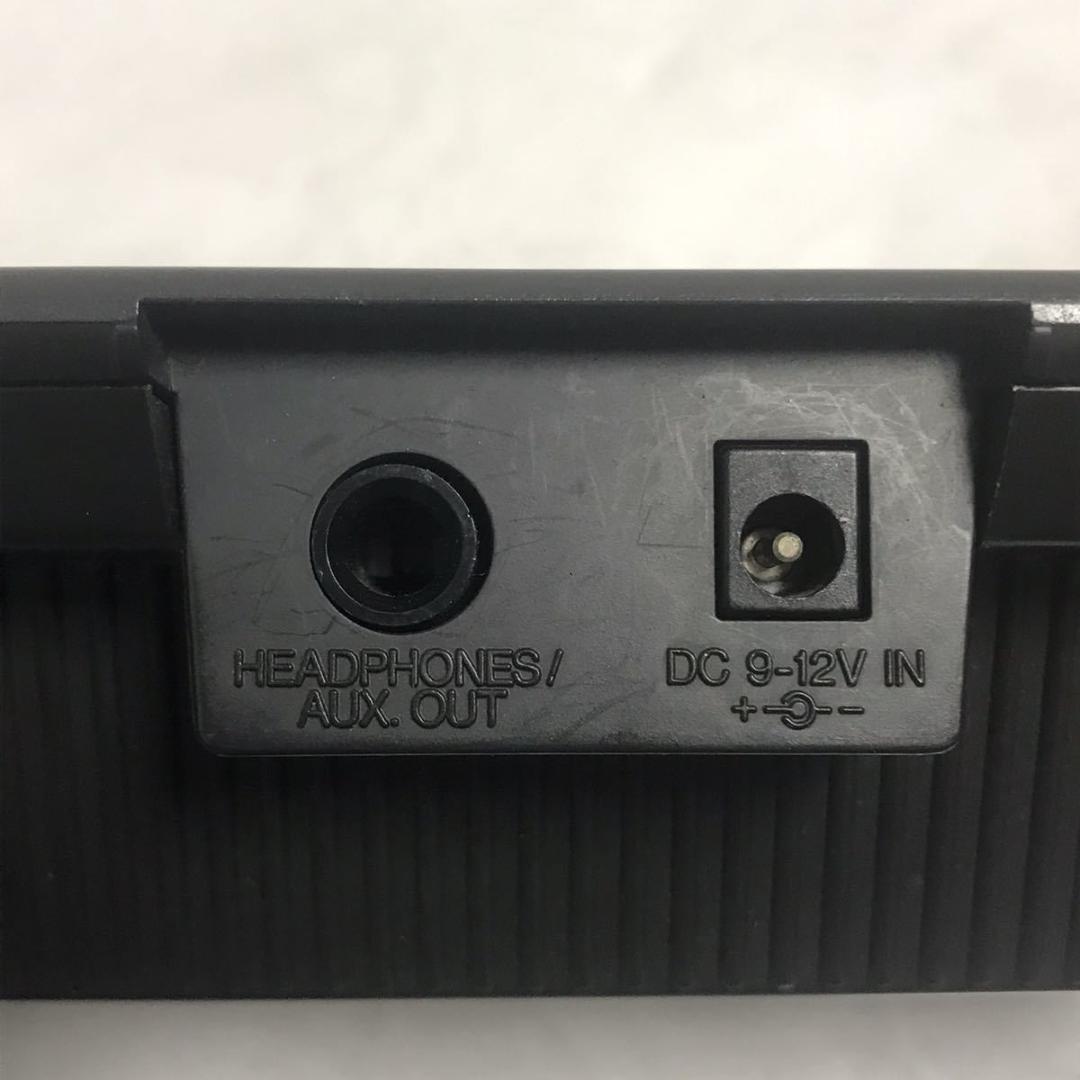 HEADPHONES/
AUX. OUT
DC 9-12V IN
+ -